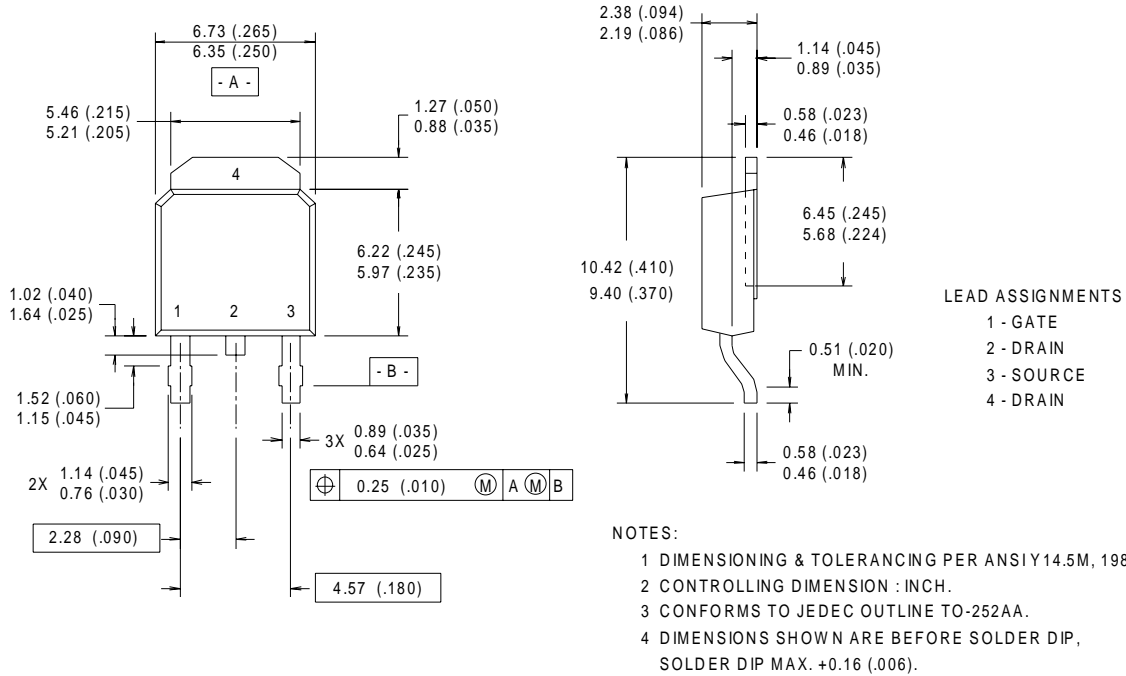 6.73 (.265)
6.35 (.250)
- A -
5.46 (.215)
5.21 (.205)
1.27 (.050)
0.88 (.035)
4
6.22 (.245)
5.97 (.235)
1.02 (.040)
1.64 (.025)
1 2 3
- B -
1.52 (.060)
1.15 (.045)
3X 0.89 (.035)
0.64 (.025)
2X 1.14 (.045)
0.76 (.030)
0.25 (.010) M A M B
2.28 (.090)
4.57 (.180)
2.38 (.094)
2.19 (.086)
1.14 (.045)
0.89 (.035)
0.58 (.023)
0.46 (.018)
6.45 (.245)
5.68 (.224)
10.42 (.410)
9.40 (.370)
0.51 (.020)
MIN.
0.58 (.023)
0.46 (.018)
LEAD ASSIGNMENTS
1 - GATE
2 - DRAIN
3 - SOURCE
4 - DRAIN
NOTES:
1 DIMENSIONING & TOLERANCING PER ANSI Y14.5M, 198
2 CONTROLLING DIMENSION : INCH.
3 CONFORMS TO JEDEC OUTLINE TO-252AA.
4 DIMENSIONS SHOWN ARE BEFORE SOLDER DIP,
SOLDER DIP MAX. +0.16 (.006).